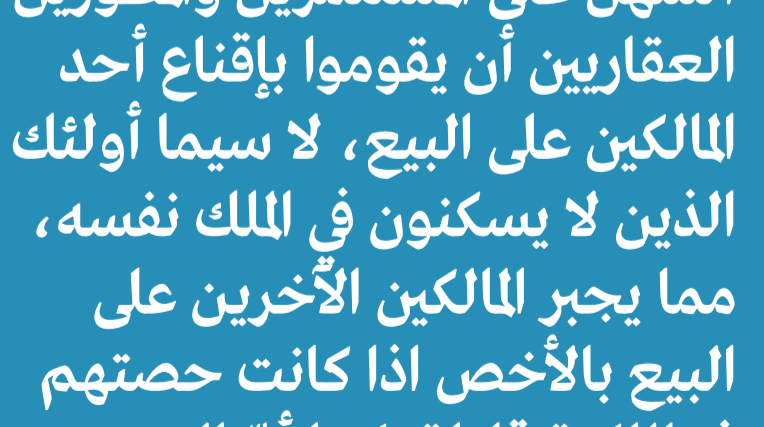 العقاريين أن يقوموا بإقناع أحد
المالكين على البيع، لا سيما أولئك
الذين لا يسكنون في الملك نفسه،
مما يجبر المالكين الآخرين على
البيع بالأخص اذا كانت حصتهم